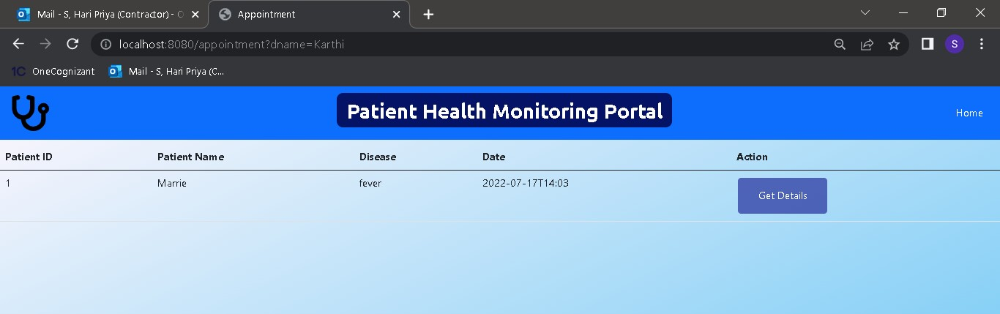 Mail - S, Hari Priya (Contractor) - O
Appointment
localhost:8080/appointment?dname=Karthi
S
1C OneCognizant
Mail - S, Hari Priya (C...
Patient Health Monitoring Portal
Home
Patient ID Patient Name Disease Date Action
1 Marrie fever 2022-07-17T14:03 Get Details